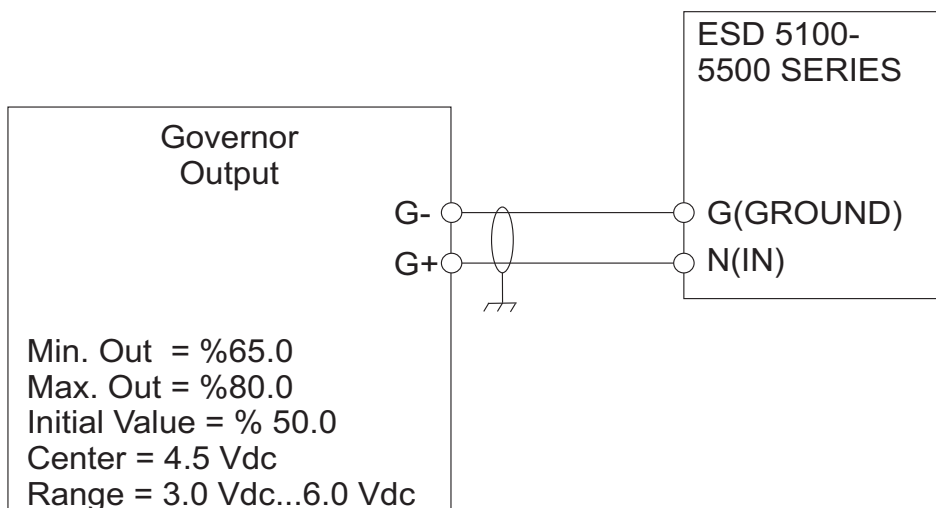 ESD 5100-
5500 SERIES
Governor
Output
G-
G(GROUND)
G+
N(IN)
Min. Out = %65.0
Max. Out = %80.0
Initial Value = % 50.0
Center = 4.5 Vdc
Range = 3.0 Vdc...6.0 Vdc